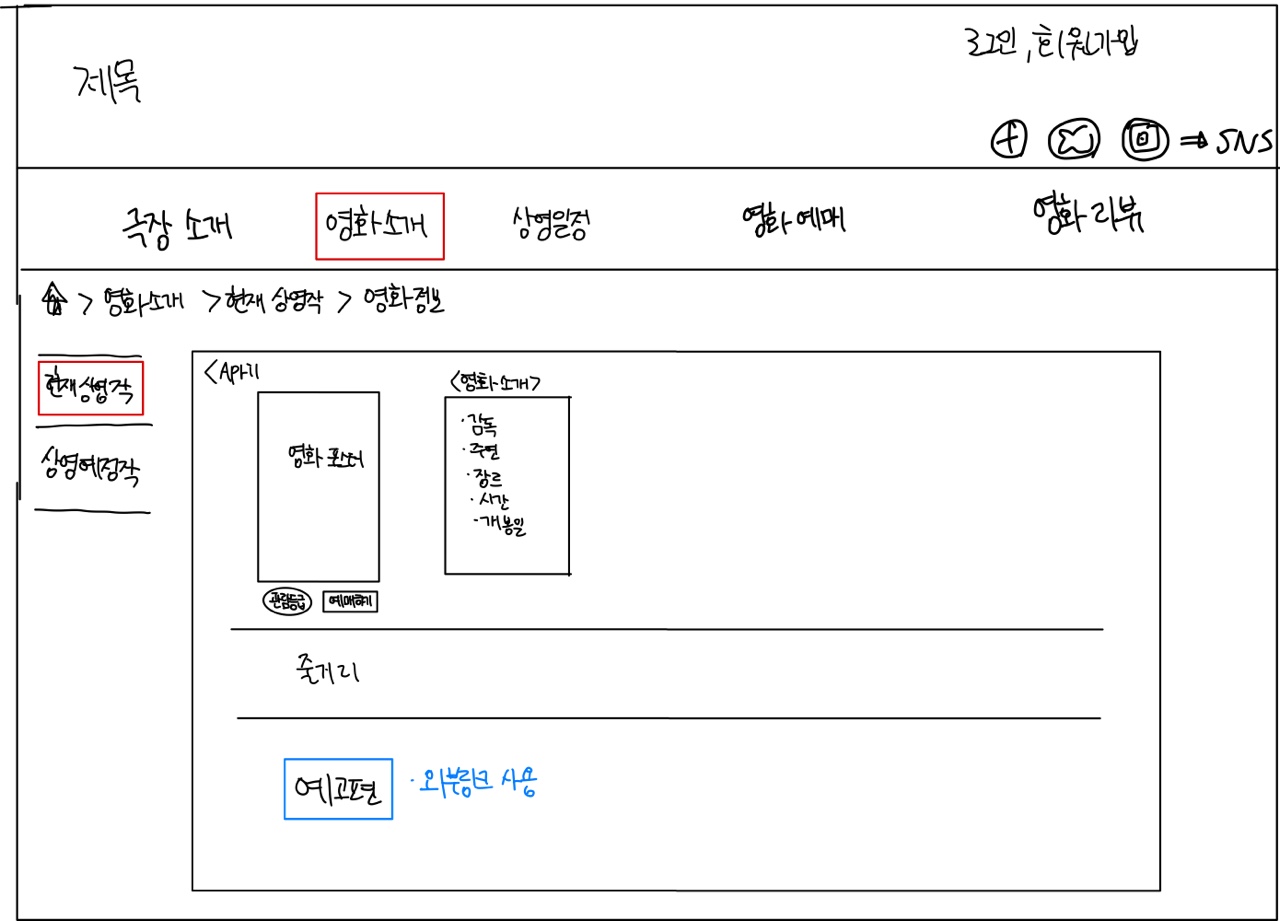 제목
로그인, 회원가입
⇒ SNS
극장 소개
영화소개
상영일정
영화예매
영화 리뷰
> 영화소개 > 현재 상영작 > 영화정보
현재상영작
상영예정작
<영화소개>
영화 포스터
· 감독
· 주연
· 장르
· 시간
· 개봉일
관람등급
예매하기
줄거리
예고편
· 외부링크 사용